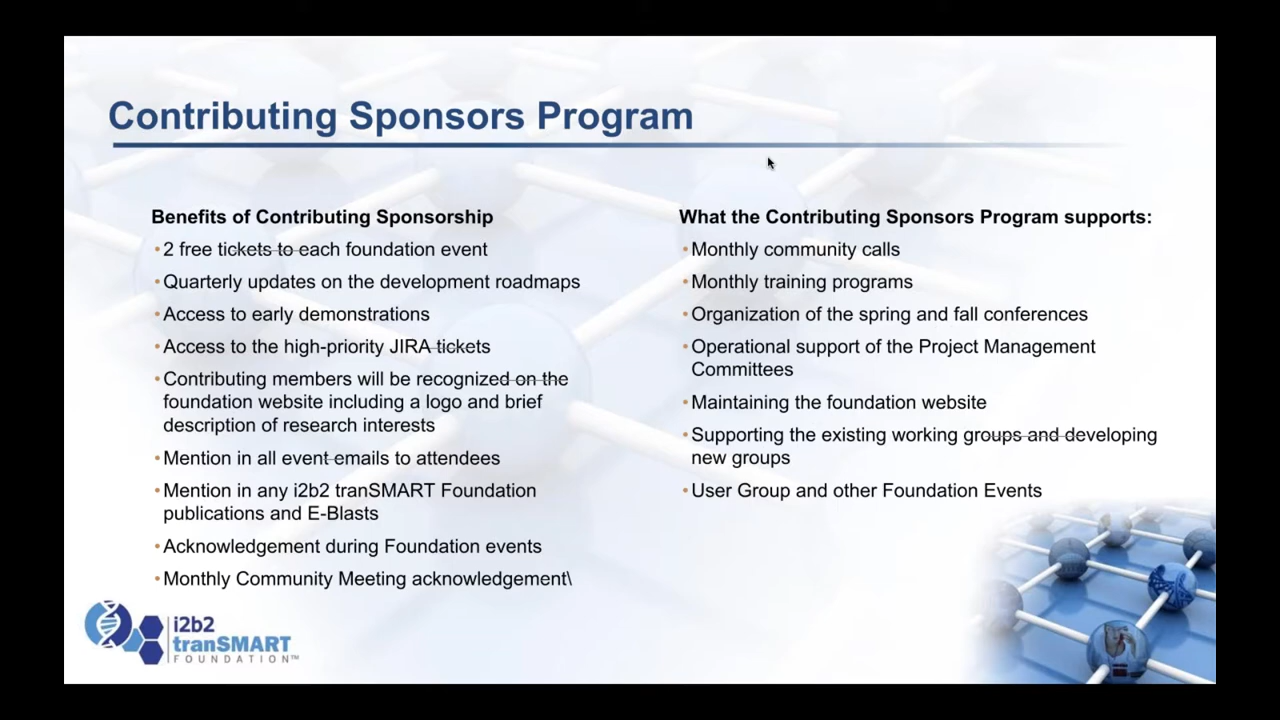 Contributing Sponsors Program
Benefits of Contributing Sponsorship
•2 free tickets to each foundation event
•Quarterly updates on the development roadmaps
•Access to early demonstrations
•Access to the high-priority JIRA tickets
•Contributing members will be recognized on the
foundation website including a logo and brief
description of research interests
•Mention in all event emails to attendees
•Mention in any i2b2 tranSMART Foundation
publications and E-Blasts
•Acknowledgement during Foundation events
•Monthly Community Meeting acknowledgement\
What the Contributing Sponsors Program supports:
•Monthly community calls
•Monthly training programs
•Organization of the spring and fall conferences
•Operational support of the Project Management
Committees
•Maintaining the foundation website
•Supporting the existing working groups and developing
new groups
•User Group and other Foundation Events
i2b2
tranSMART
FOUNDATION™